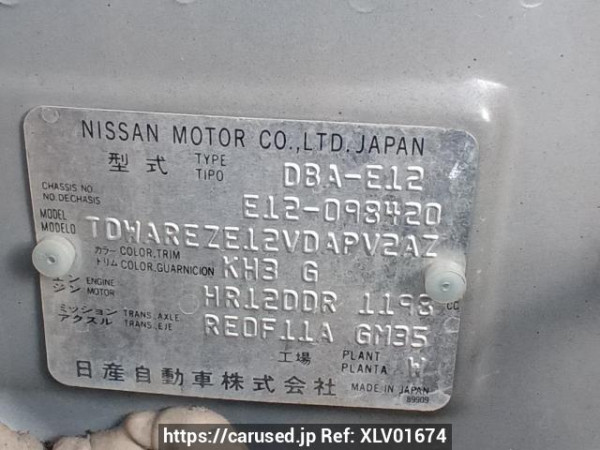 NISSAN MOTOR CO.,LTD.JAPAN
型式 TYPE TIPO DBA-E12
CHASSIS NO. NO.DECHASIS E12-098420
MODEL MODELO TDWAREZE12VDAPV2AZ
カラー COLOR,TRIM トリム COLOR,GUARNICION KH3 G
エンジン ENGINE MOTOR HR12DDR 1198 CC
ミッション TRANS.AXLE アクスル TRANS.EJE RE0F11A GM35
工場 PLANT PLANTA W
日産自動車株式会社 MADE IN JAPAN
89909
https://carused.jp Ref: XLV01674